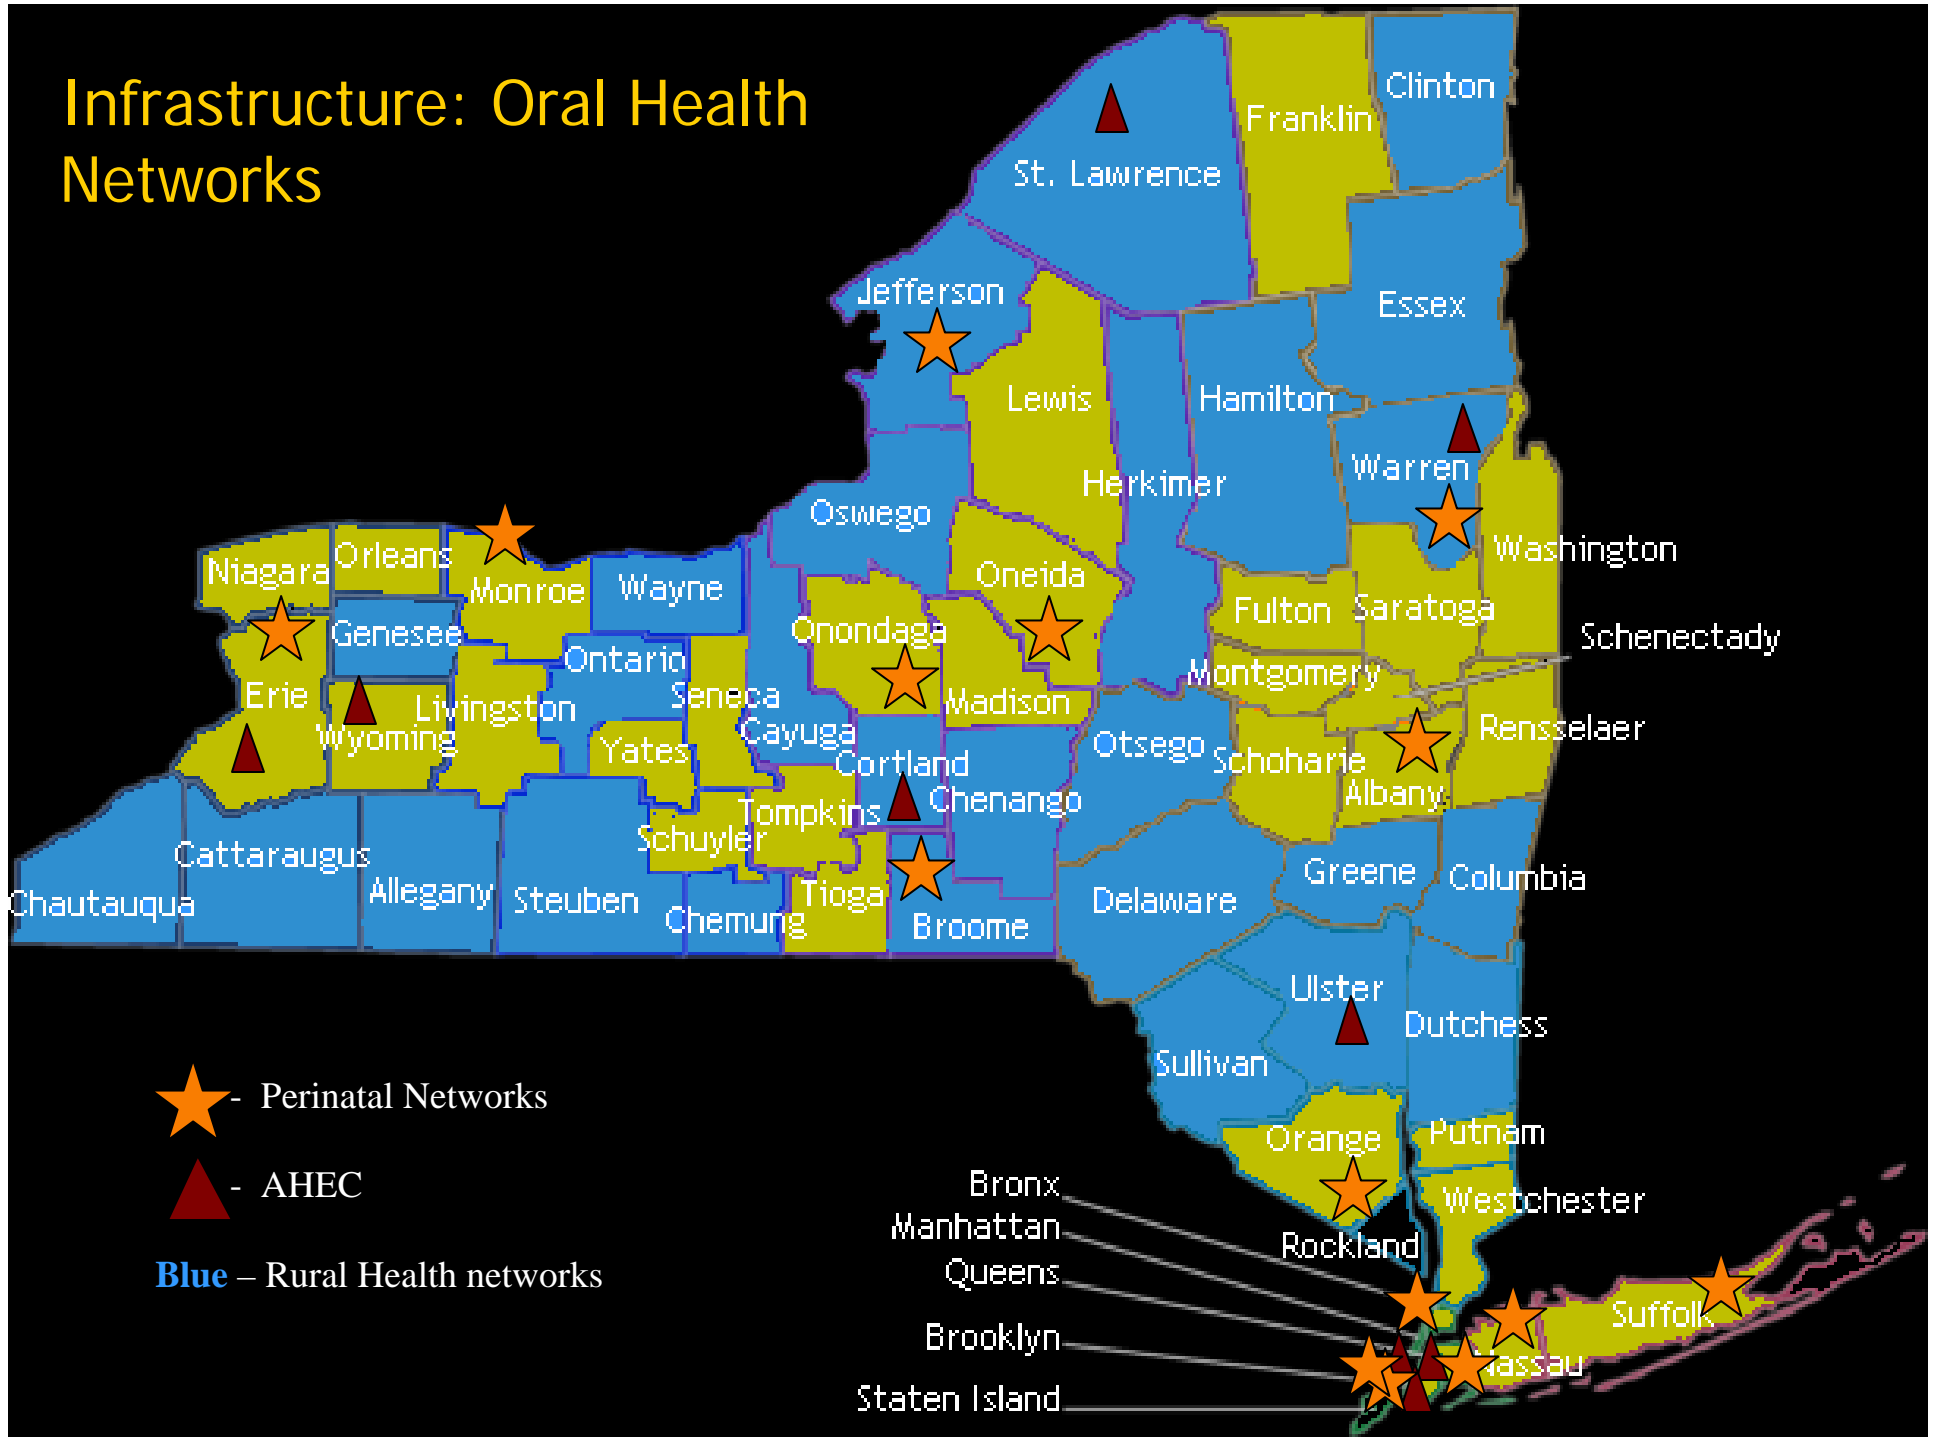 Infrastructure: Oral Health
Networks
Clinton
Franklin
St. Lawrence
Jefferson
Essex
Lewis
Hamilton
Herkimer
Warren
Oswego
Washington
Orleans
Niagara
Monroe
Wayne
Oneida
Fulton
Saratoga
Genesee
Onondaga
Schenectady
Ontario
Montgomery
Erie
Livingston
Seneca
Madison
Wyoming
Cayuga
Rensselaer
Yates
Otsego
Schoharie
Cortland
Chenango
Albany
Tompkins
Schuyler
Cattaraugus
Greene
Columbia
Chautauqua
Allegany
Steuben
Tioga
Delaware
Chemung
Broome
Ulster
Dutchess
Sullivan
- Perinatal Networks
Orange
Putnam
- AHEC
Bronx
Westchester
Manhattan
Rockland
Queens
Blue – Rural Health networks
Suffolk
Brooklyn
Nassau
Staten Island